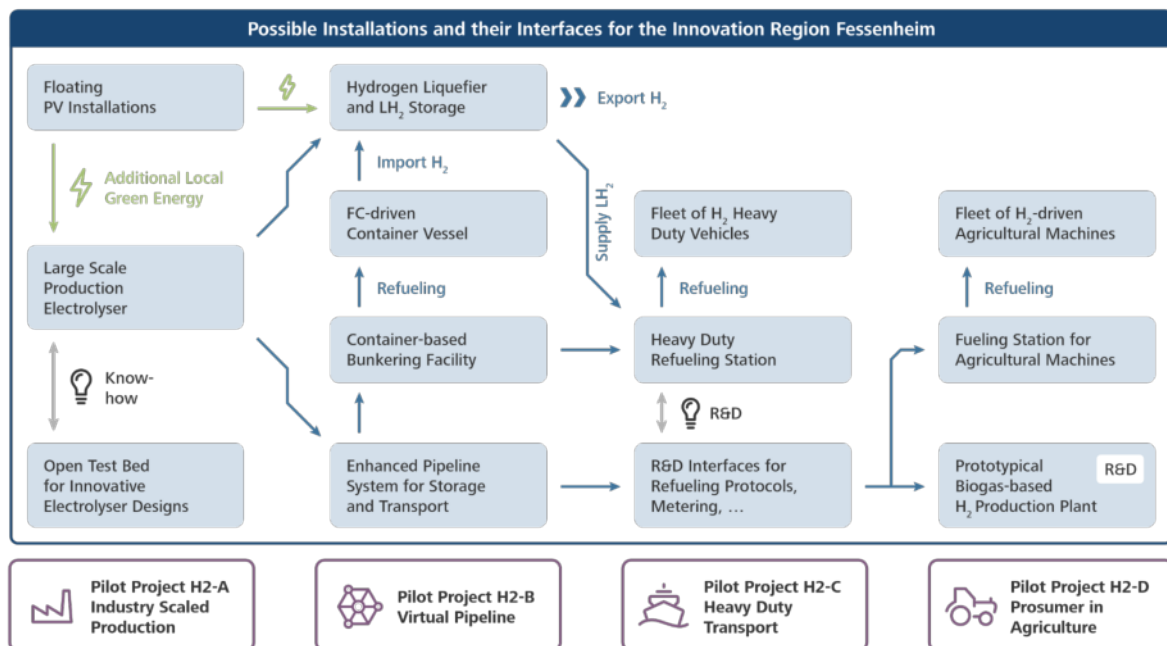 Possible Installations and their Interfaces for the Innovation Region Fessenheim
Floating
PV Installations
Hydrogen Liquefier
and LH₂ Storage
Export H₂
Additional Local
Green Energy
Import H₂
Supply LH₂
FC-driven
Container Vessel
Fleet of H₂ Heavy
Duty Vehicles
Fleet of H₂-driven
Agricultural Machines
Large Scale
Production
Electrolyser
Refueling
Refueling
Refueling
Container-based
Bunkering Facility
Heavy Duty
Refueling Station
Fueling Station for
Agricultural Machines
Know-
how
R&D
Open Test Bed
for Innovative
Electrolyser Designs
Enhanced Pipeline
System for Storage
and Transport
R&D Interfaces for
Refueling Protocols,
Metering, …
Prototypical
Biogas-based
H₂ Production Plant
R&D
Pilot Project H2-A
Industry Scaled
Production
Pilot Project H2-B
Virtual Pipeline
Pilot Project H2-C
Heavy Duty
Transport
Pilot Project H2-D
Prosumer in
Agriculture